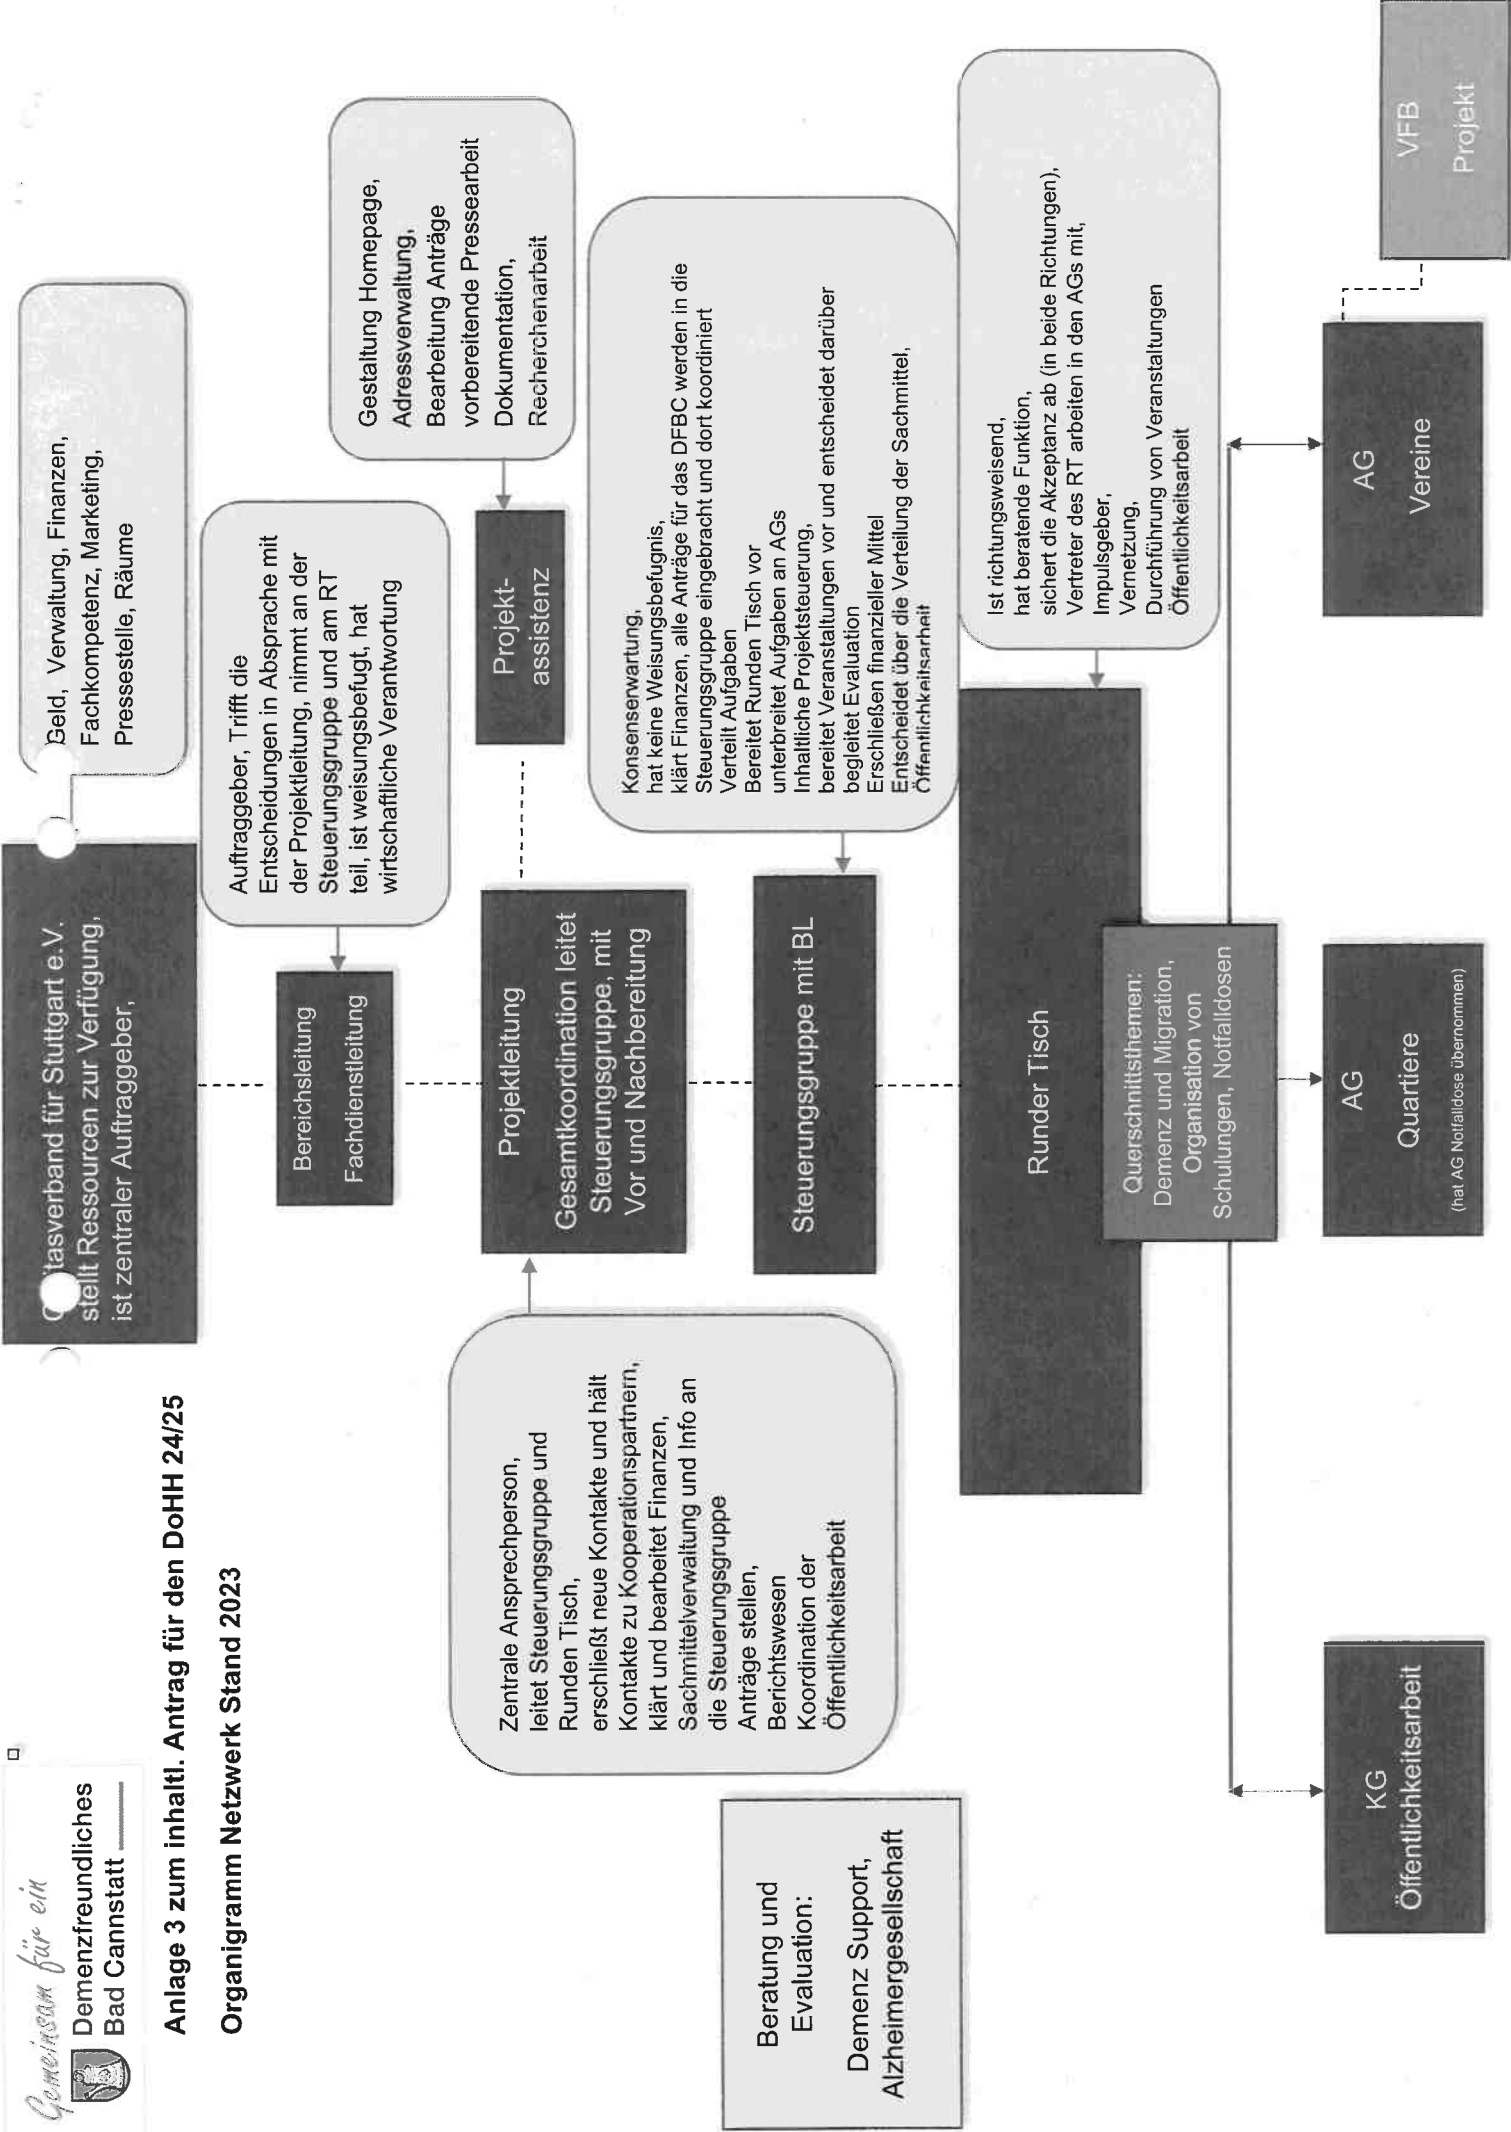 Gemeinsam für ein
Demenzfreundliches
Bad Cannstatt
Anlage 3 zum inhaltl. Antrag für den DoHH 24/25
Organigramm Netzwerk Stand 2023
tasverband für Stuttgart e.V.
stellt Ressourcen zur Verfügung,
ist zentraler Auftraggeber,
Geld, Verwaltung, Finanzen,
Fachkompetenz, Marketing,
Pressestelle, Räume
Bereichsleitung
Fachdienstleitung
Auftraggeber, Trifft die
Entscheidungen in Absprache mit
der Projektleitung, nimmt an der
Steuerungsgruppe und am RT
teil, ist weisungsbefugt, hat
wirtschaftliche Verantwortung
Zentrale Ansprechperson,
leitet Steuerungsgruppe und
Runden Tisch,
erschließt neue Kontakte und hält
Kontakte zu Kooperationspartnern,
klärt und bearbeitet Finanzen,
Sachmittelverwaltung und Info an
die Steuerungsgruppe
Anträge stellen,
Berichtswesen
Koordination der
Öffentlichkeitsarbeit
Projektleitung
Gesamtkoordination leitet
Steuerungsgruppe, mit
Vor und Nachbereitung
Projekt-
assistenz
Gestaltung Homepage,
Adressverwaltung,
Bearbeitung Anträge
vorbereitende Pressearbeit
Dokumentation,
Recherchenarbeit
Beratung und
Evaluation:
Demenz Support,
Alzheimergesellschaft
Steuerungsgruppe mit BL
Konsenserwartung,
hat keine Weisungsbefugnis,
klärt Finanzen, alle Anträge für das DFBC werden in die
Steuerungsgruppe eingebracht und dort koordiniert
Verteilt Aufgaben
Bereitet Runden Tisch vor
unterbreitet Aufgaben an AGs
Inhaltliche Projektsteuerung,
bereitet Veranstaltungen vor und entscheidet darüber
begleitet Evaluation
Erschließen finanzieller Mittel
Entscheidet über die Verteilung der Sachmittel,
Öffentlichkeitsarbeit
Runder Tisch
Ist richtungsweisend,
hat beratende Funktion,
sichert die Akzeptanz ab (in beide Richtungen),
Vertreter des RT arbeiten in den AGs mit,
Impulsgeber,
Vernetzung,
Durchführung von Veranstaltungen
Öffentlichkeitsarbeit
Querschnittsthemen:
Demenz und Migration,
Organisation von
Schulungen, Notfalldosen
KG
Öffentlichkeitsarbeit
AG
Quartiere
(hat AG Notfalldose übernommen)
AG
Vereine
VFB
Projekt